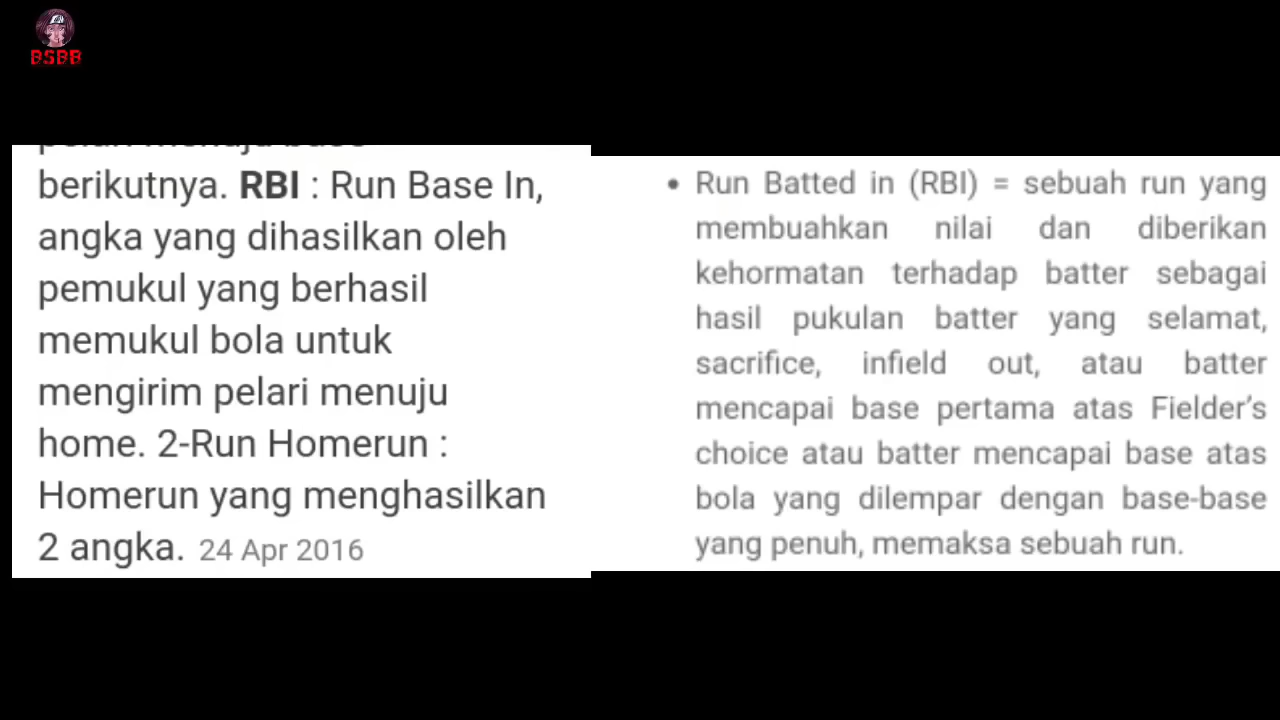 BSBB
berikutnya. RBI : Run Base In,
angka yang dihasilkan oleh
pemukul yang berhasil
memukul bola untuk
mengirim pelari menuju
home. 2-Run Homerun :
Homerun yang menghasilkan
2 angka. 24 Apr 2016
• Run Batted in (RBI) = sebuah run yang
membuahkan nilai dan diberikan
kehormatan terhadap batter sebagai
hasil pukulan batter yang selamat,
sacrifice, infield out, atau batter
mencapai base pertama atas Fielder’s
choice atau batter mencapai base atas
bola yang dilempar dengan base-base
yang penuh, memaksa sebuah run.